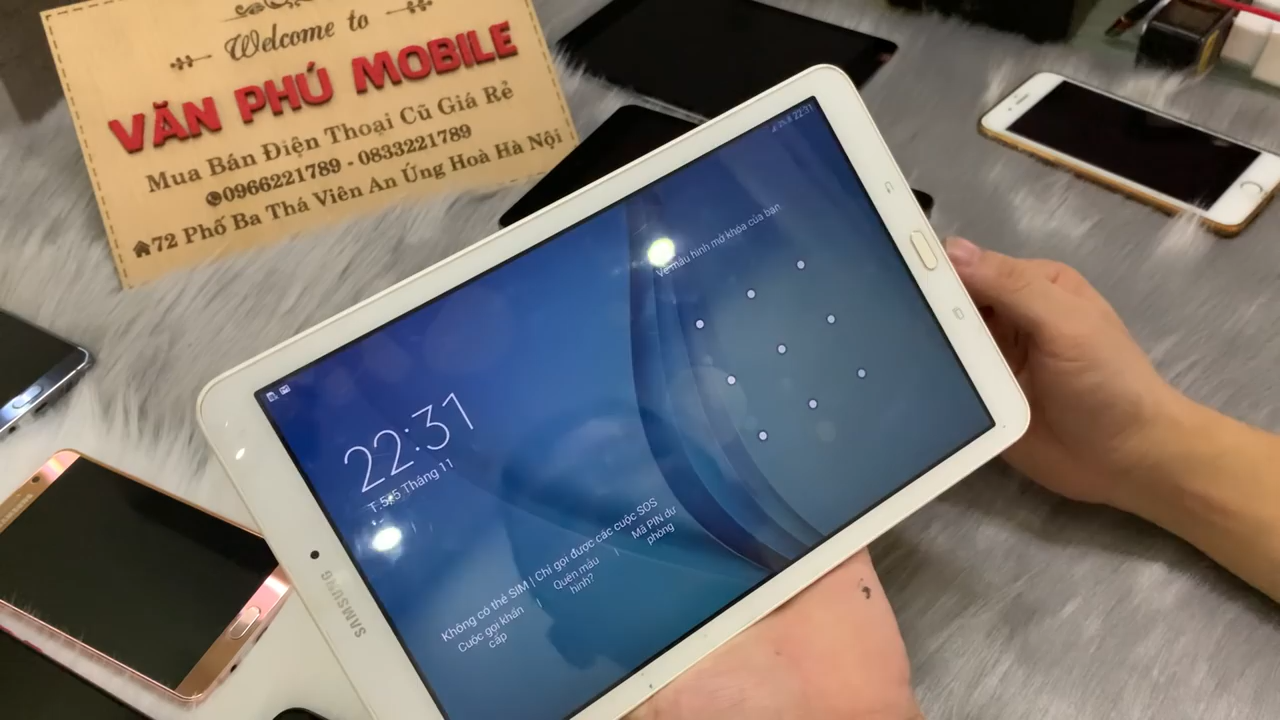 Welcome to
VĂN PHÚ MOBILE
Mua Bán Điện Thoại Cũ Giá Rẻ
0966221789 - 0833221789
72 Phố Ba Thá Viên An Ứng Hoà Hà Nội
22:31
Vẽ mẫu hình mở khóa của bạn
22:31
T.5, 5 Tháng 11
Không có thẻ SIM | Chỉ gọi được các cuộc SOS
Cuộc gọi khẩn cấp | Quên mẫu hình? | Mã PIN dự phòng
SAMSUNG
SAMSUNG